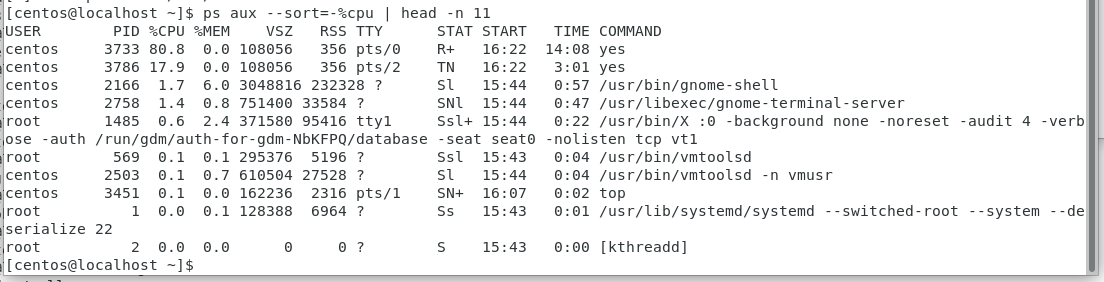 [centos@localhost ~]$ ps aux --sort=-%cpu | head -n 11
USER        PID %CPU %MEM    VSZ   RSS TTY      STAT START   TIME COMMAND
centos     3733 80.8  0.0 108056   356 pts/0    R+   16:22  14:08 yes
centos     3786 17.9  0.0 108056   356 pts/2    TN   16:22   3:01 yes
centos     2166  1.7  6.0 3048816 232328 ?      Sl   15:44   0:57 /usr/bin/gnome-shell
centos     2758  1.4  0.8 751400 33584 ?        SNl  15:44   0:47 /usr/libexec/gnome-terminal-server
root       1485  0.6  2.4 371580 95416 tty1     Ssl+ 15:44   0:22 /usr/bin/X :0 -background none -noreset -audit 4 -verb
ose -auth /run/gdm/auth-for-gdm-NbKFPQ/database -seat seat0 -nolisten tcp vt1
root        569  0.1  0.1 295376  5196 ?        Ssl  15:43   0:04 /usr/bin/vmtoolsd
centos     2503  0.1  0.7 610504 27528 ?        Sl   15:44   0:04 /usr/bin/vmtoolsd -n vmusr
centos     3451  0.1  0.0 162236  2316 pts/1    SN+  16:07   0:02 top
root          1  0.0  0.1 128388  6964 ?        Ss   15:43   0:01 /usr/lib/systemd/systemd --switched-root --system --de
serialize 22
root          2  0.0  0.0      0     0 ?        S    15:43   0:00 [kthreadd]
[centos@localhost ~]$